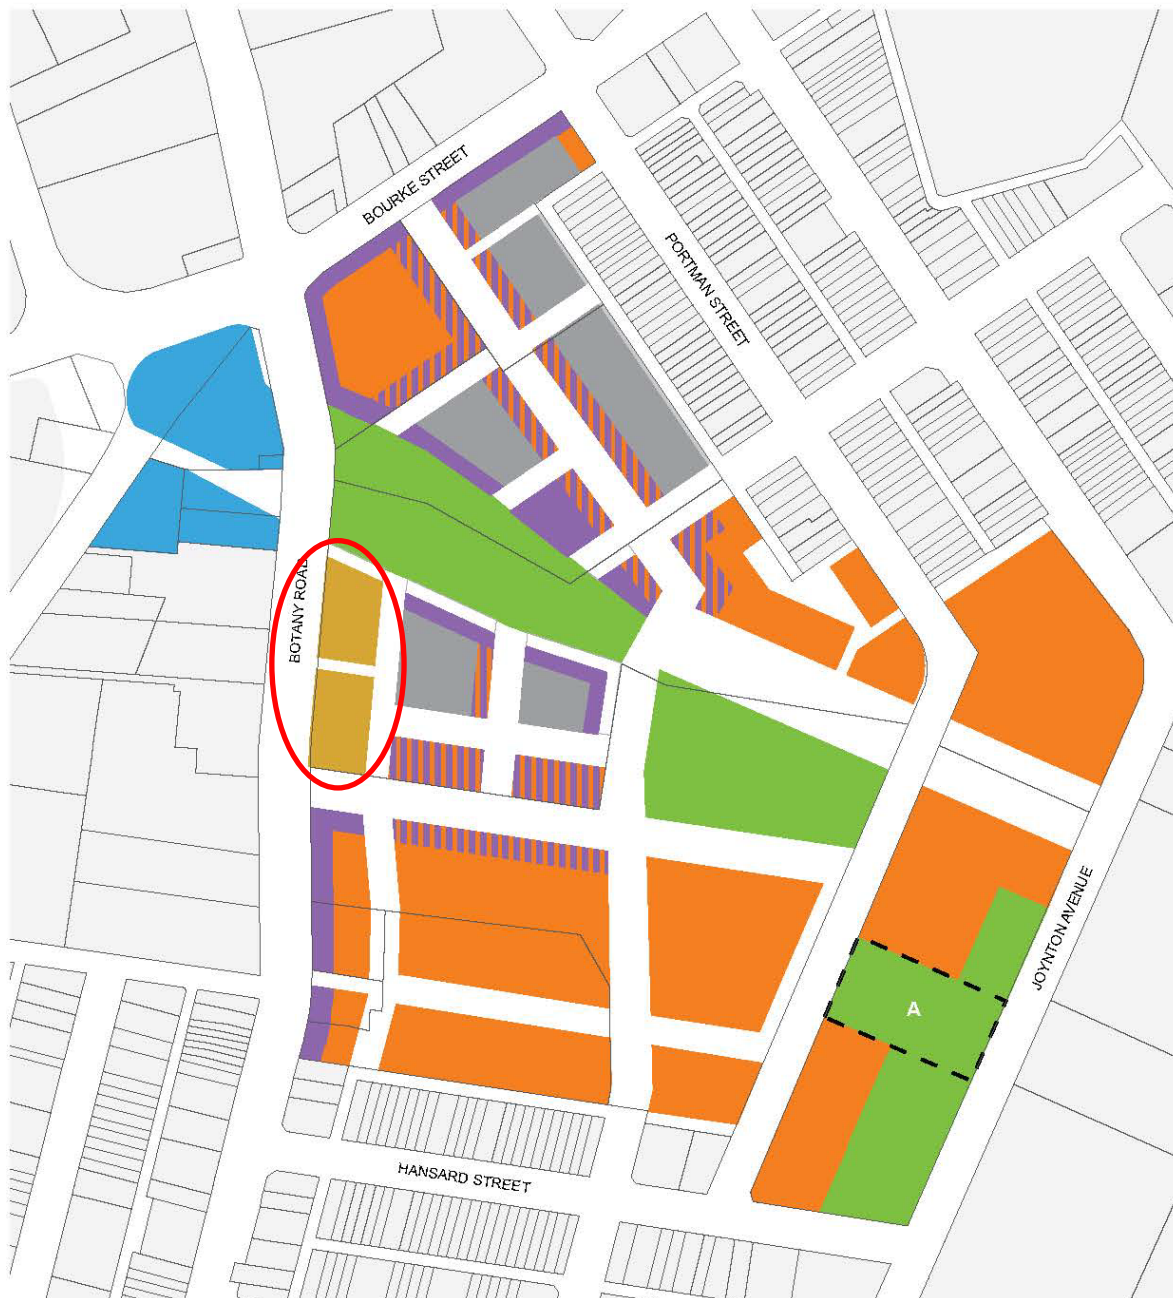 BOURKE STREET
PORTMAN STREET
BOTANY ROAD
JOYNTON AVENUE
A
HANSARD STREET